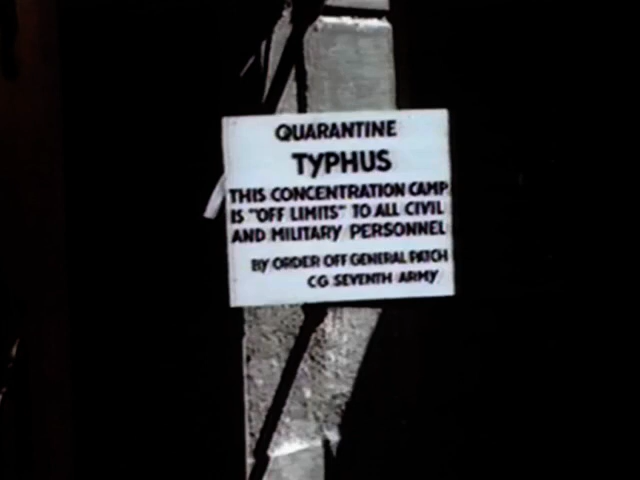 QUARANTINE
TYPHUS
THIS CONCENTRATION CAMP
IS "OFF LIMITS" TO ALL CIVIL
AND MILITARY PERSONNEL
BY ORDER OFF GENERAL PATCH
CG SEVENTH ARMY